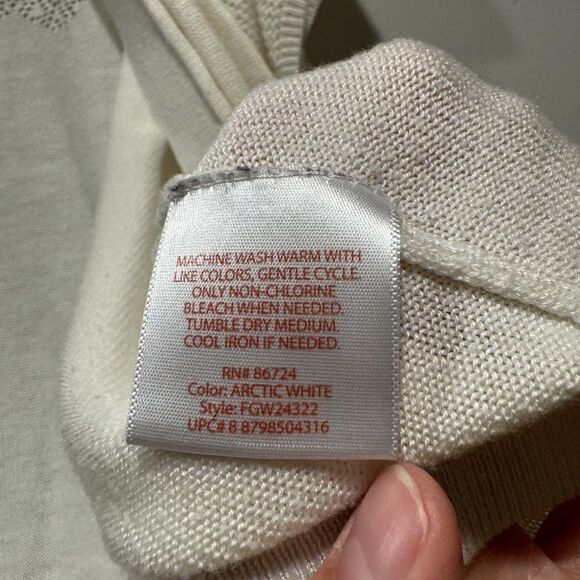 MACHINE WASH WARM WITH
LIKE COLORS, GENTLE CYCLE
ONLY NON-CHLORINE
BLEACH WHEN NEEDED.
TUMBLE DRY MEDIUM.
COOL IRON IF NEEDED
RN# 86724
Color: ARCTIC WHITE
Style: FGW24322
UPC# 8 8798504316